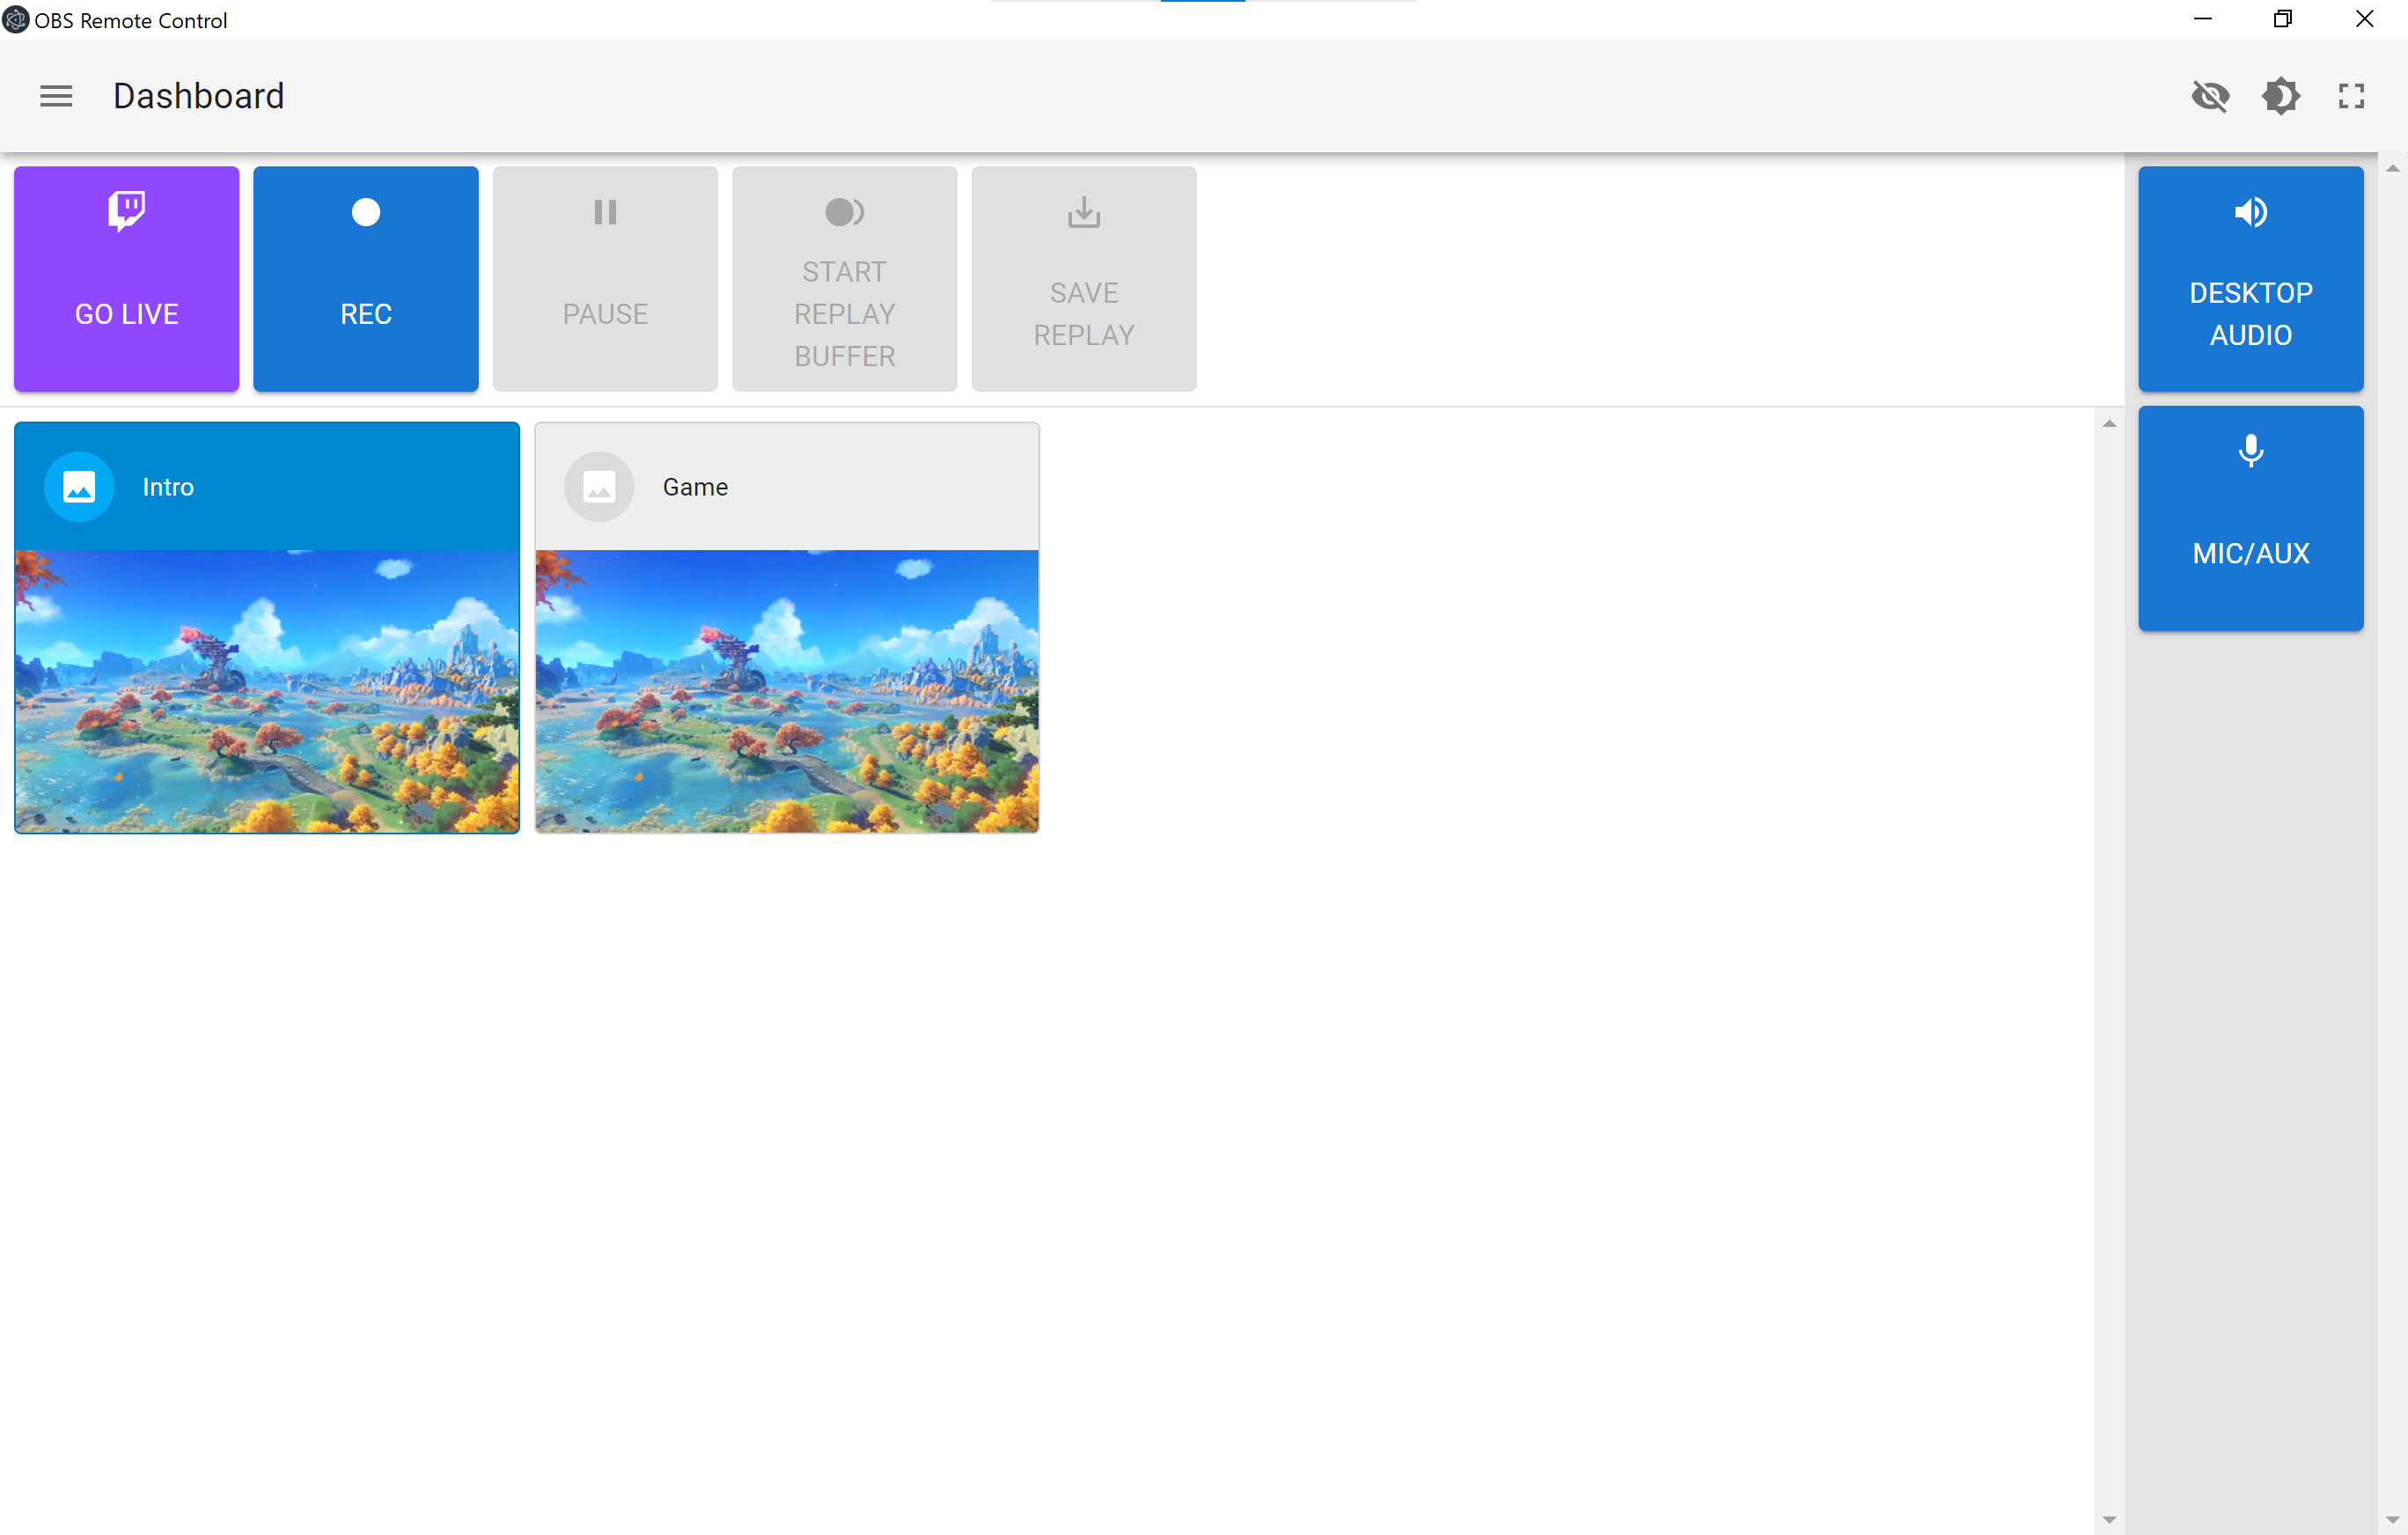 OBS Remote Control
Dashboard
GO LIVE
REC
PAUSE
START
REPLAY
BUFFER
SAVE
REPLAY
DESKTOP
AUDIO
MIC/AUX
Intro
Game